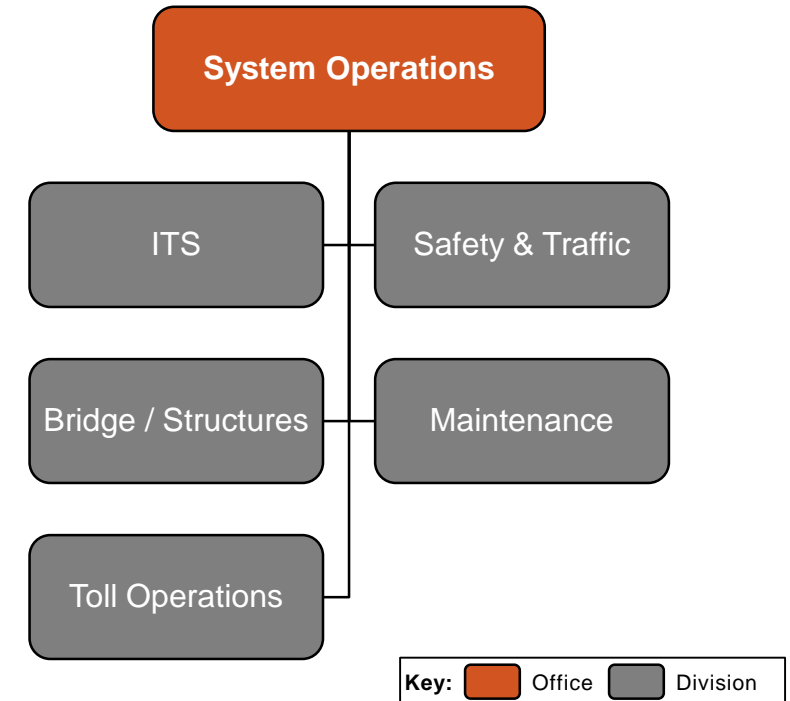 System Operations
ITS
Safety & Traffic
Bridge / Structures
Maintenance
Toll Operations
Key: Office Division